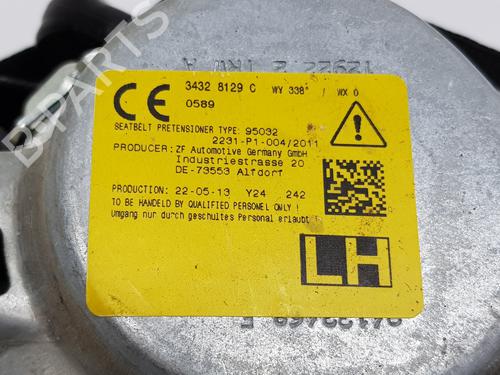 3432 8129 C WY 338° / WX 0
CE
0589
SEATBELT PRETENSIONER TYPE: 95032
2231-P1-004/2011
PRODUCER: ZF Automotive Germany GmbH
Industriestrasse 20
DE-73553 Alfdorf
PRODUCTION: 22-05-13 Y24 242
TO BE HANDELED BY QUALIFIED PERSONEL ONLY !
Umgang nur durch geschultes Personal erlaubt!
LH
TRW A